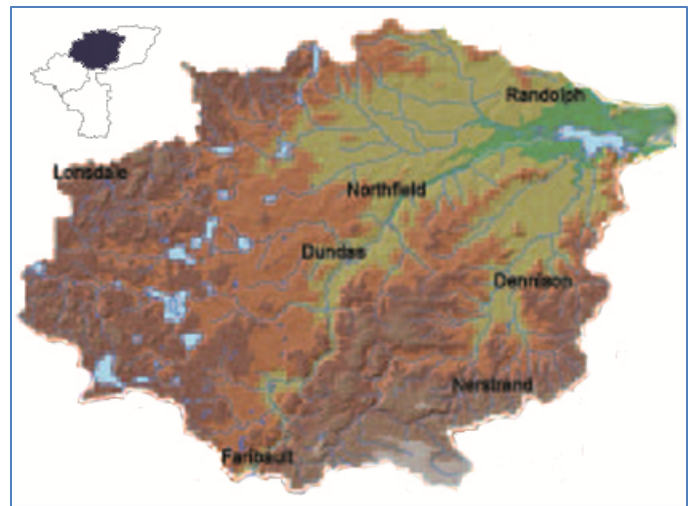 Randolph
Lonsdale
Northfield
Dundas
Dennison
Nerstrand
Faribault